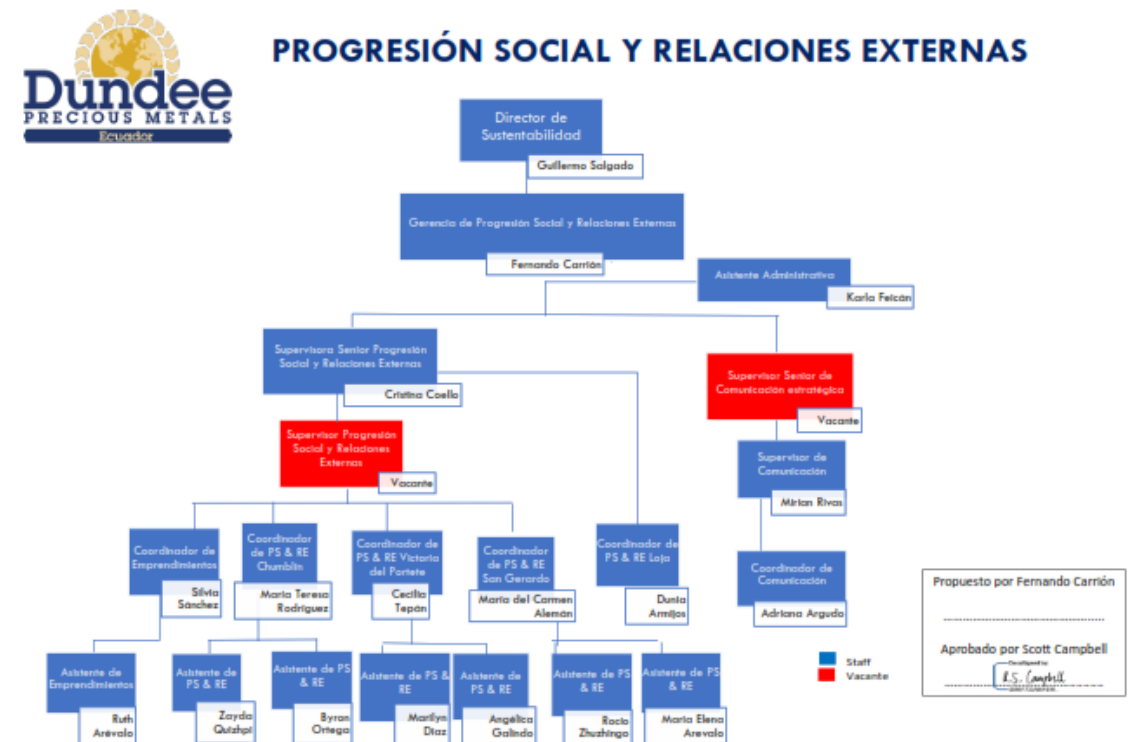 Dundee
PRECIOUS METALS
Ecuador
PROGRESIÓN SOCIAL Y RELACIONES EXTERNAS
Director de
Sustentabilidad
Guillermo Salgado
Gerencia de Progresión Social y Relaciones Externas
Fernando Carrión
Asistente Administrativa
Karla Feicán
Supervisora Senior Progresión
Social y Relaciones Externas
Cristina Coello
Supervisor Senior de
Comunicación estratégica
Vacante
Supervisor Progresión
Social y Relaciones
Externas
Vacante
Supervisor de
Comunicación
Mirian Rivas
Coordinador de
Emprendimientos
Silvia
Sánchez
Coordinador
de PS & RE
Chumblin
María Teresa
Rodríguez
Coordinador de
PS & RE Victoria
del Portete
Cecilia
Tepán
Coordinador
de PS & RE
San Gerardo
María del Carmen
Alemán
Coordinador de
PS & RE Loja
Dunia
Armijos
Coordinador de
Comunicación
Adriana Argudo
Asistente de
Emprendimientos
Ruth
Arévalo
Asistente de
PS & RE
Zayda
Quizhpi
Asistente de PS
& RE
Byron
Ortega
Asistente de PS &
RE
Marilyn
Diaz
Asistente de
PS & RE
Angélica
Galindo
Asistente de PS
& RE
Rocio
Zhuzhingo
Asistente de PS
& RE
Maria Elena
Arevalo
Staff
Vacante
Propuesto por Fernando Carrión
Aprobado por Scott Campbell
R.S. Campbell